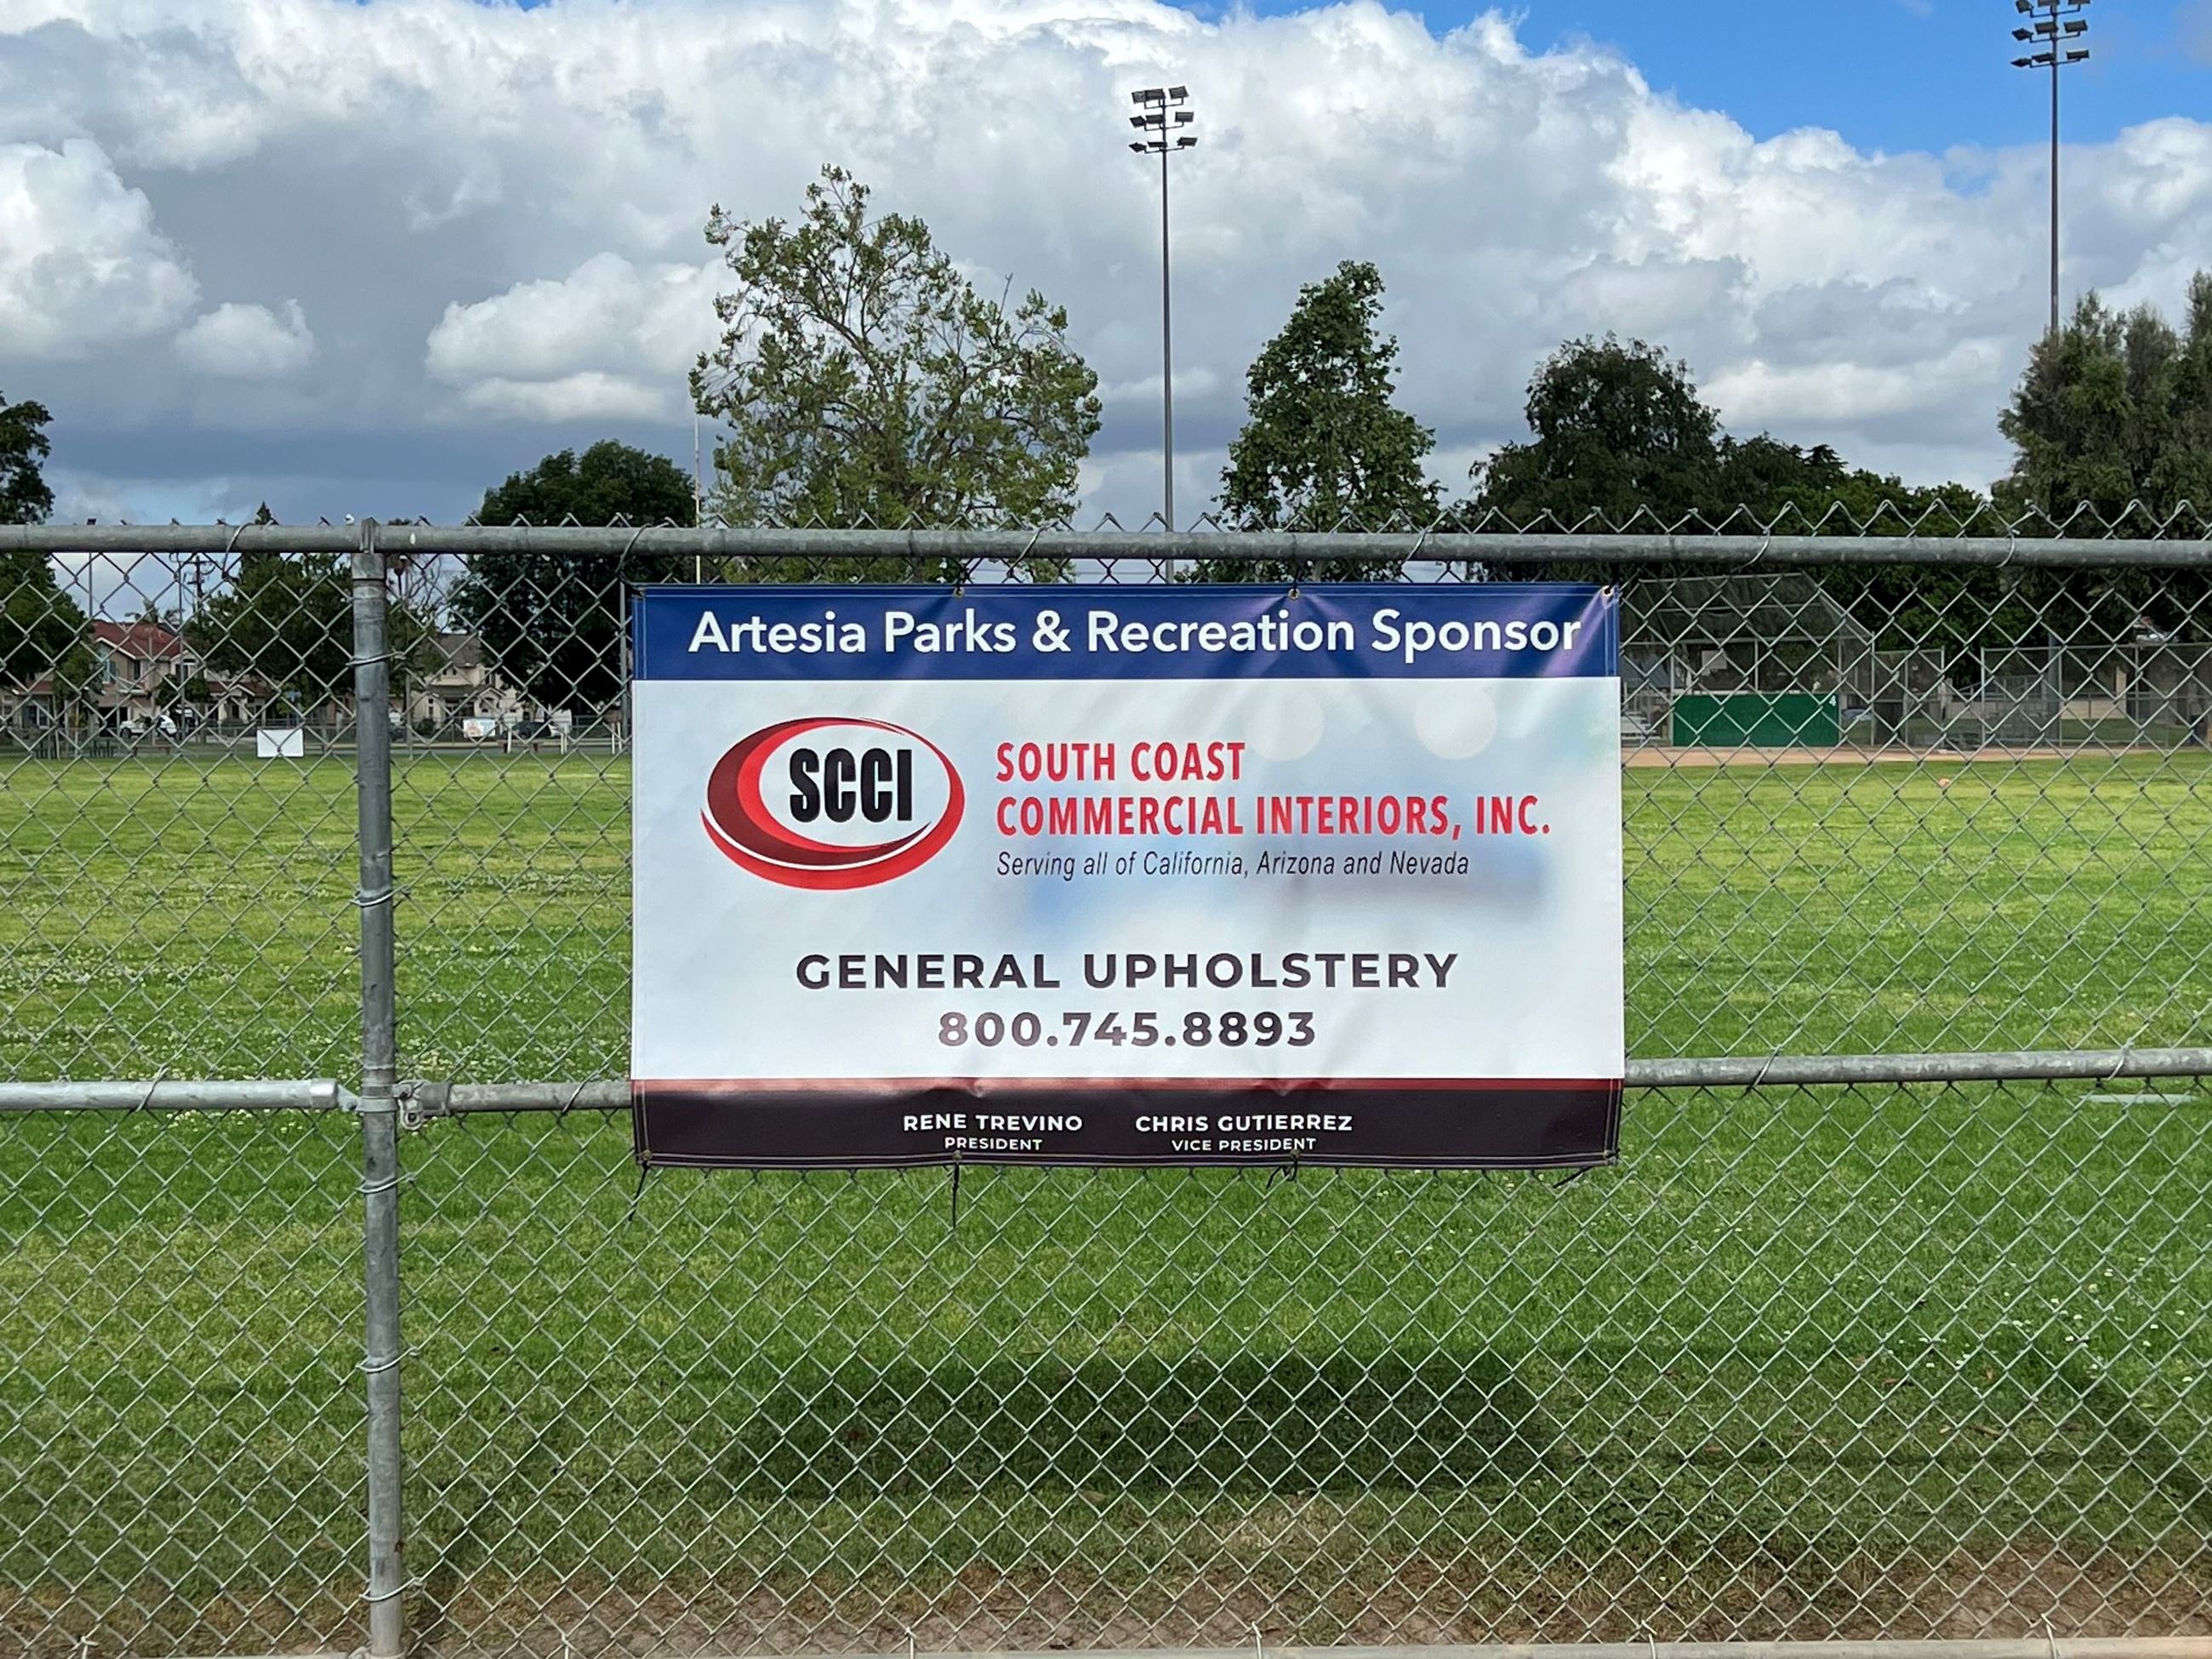 Artesia Parks & Recreation Sponsor
SCCI
SOUTH COAST
COMMERCIAL INTERIORS, INC.
Serving all of California, Arizona and Nevada
GENERAL UPHOLSTERY
800.745.8893
RENE TREVINO
PRESIDENT
CHRIS GUTIERREZ
VICE PRESIDENT
4